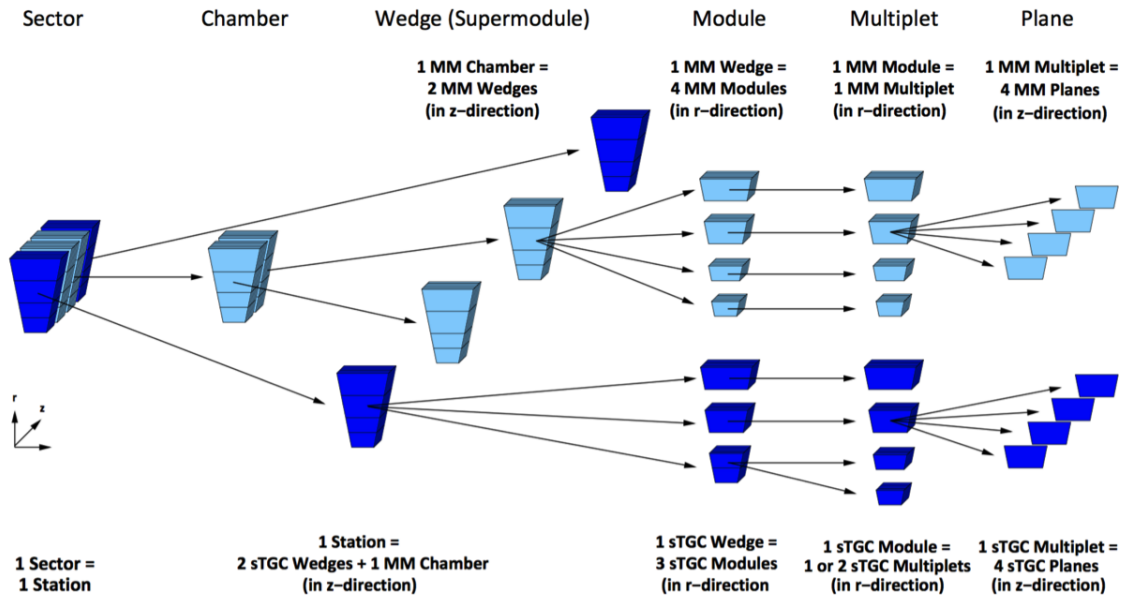 Sector
Chamber
Wedge (Supermodule)
Module
Multiplet
Plane
1 MM Chamber =
2 MM Wedges
(in z–direction)
1 MM Wedge =
4 MM Modules
(in r–direction)
1 MM Module =
1 MM Multiplet
(in r–direction)
1 MM Multiplet =
4 MM Planes
(in z–direction)
r
z
1 Sector =
1 Station
1 Station =
2 sTGC Wedges + 1 MM Chamber
(in z–direction)
1 sTGC Wedge =
3 sTGC Modules
(in r–direction
1 sTGC Module =
1 or 2 sTGC Multiplets
(in r–direction)
1 sTGC Multiplet =
4 sTGC Planes
(in z–direction)